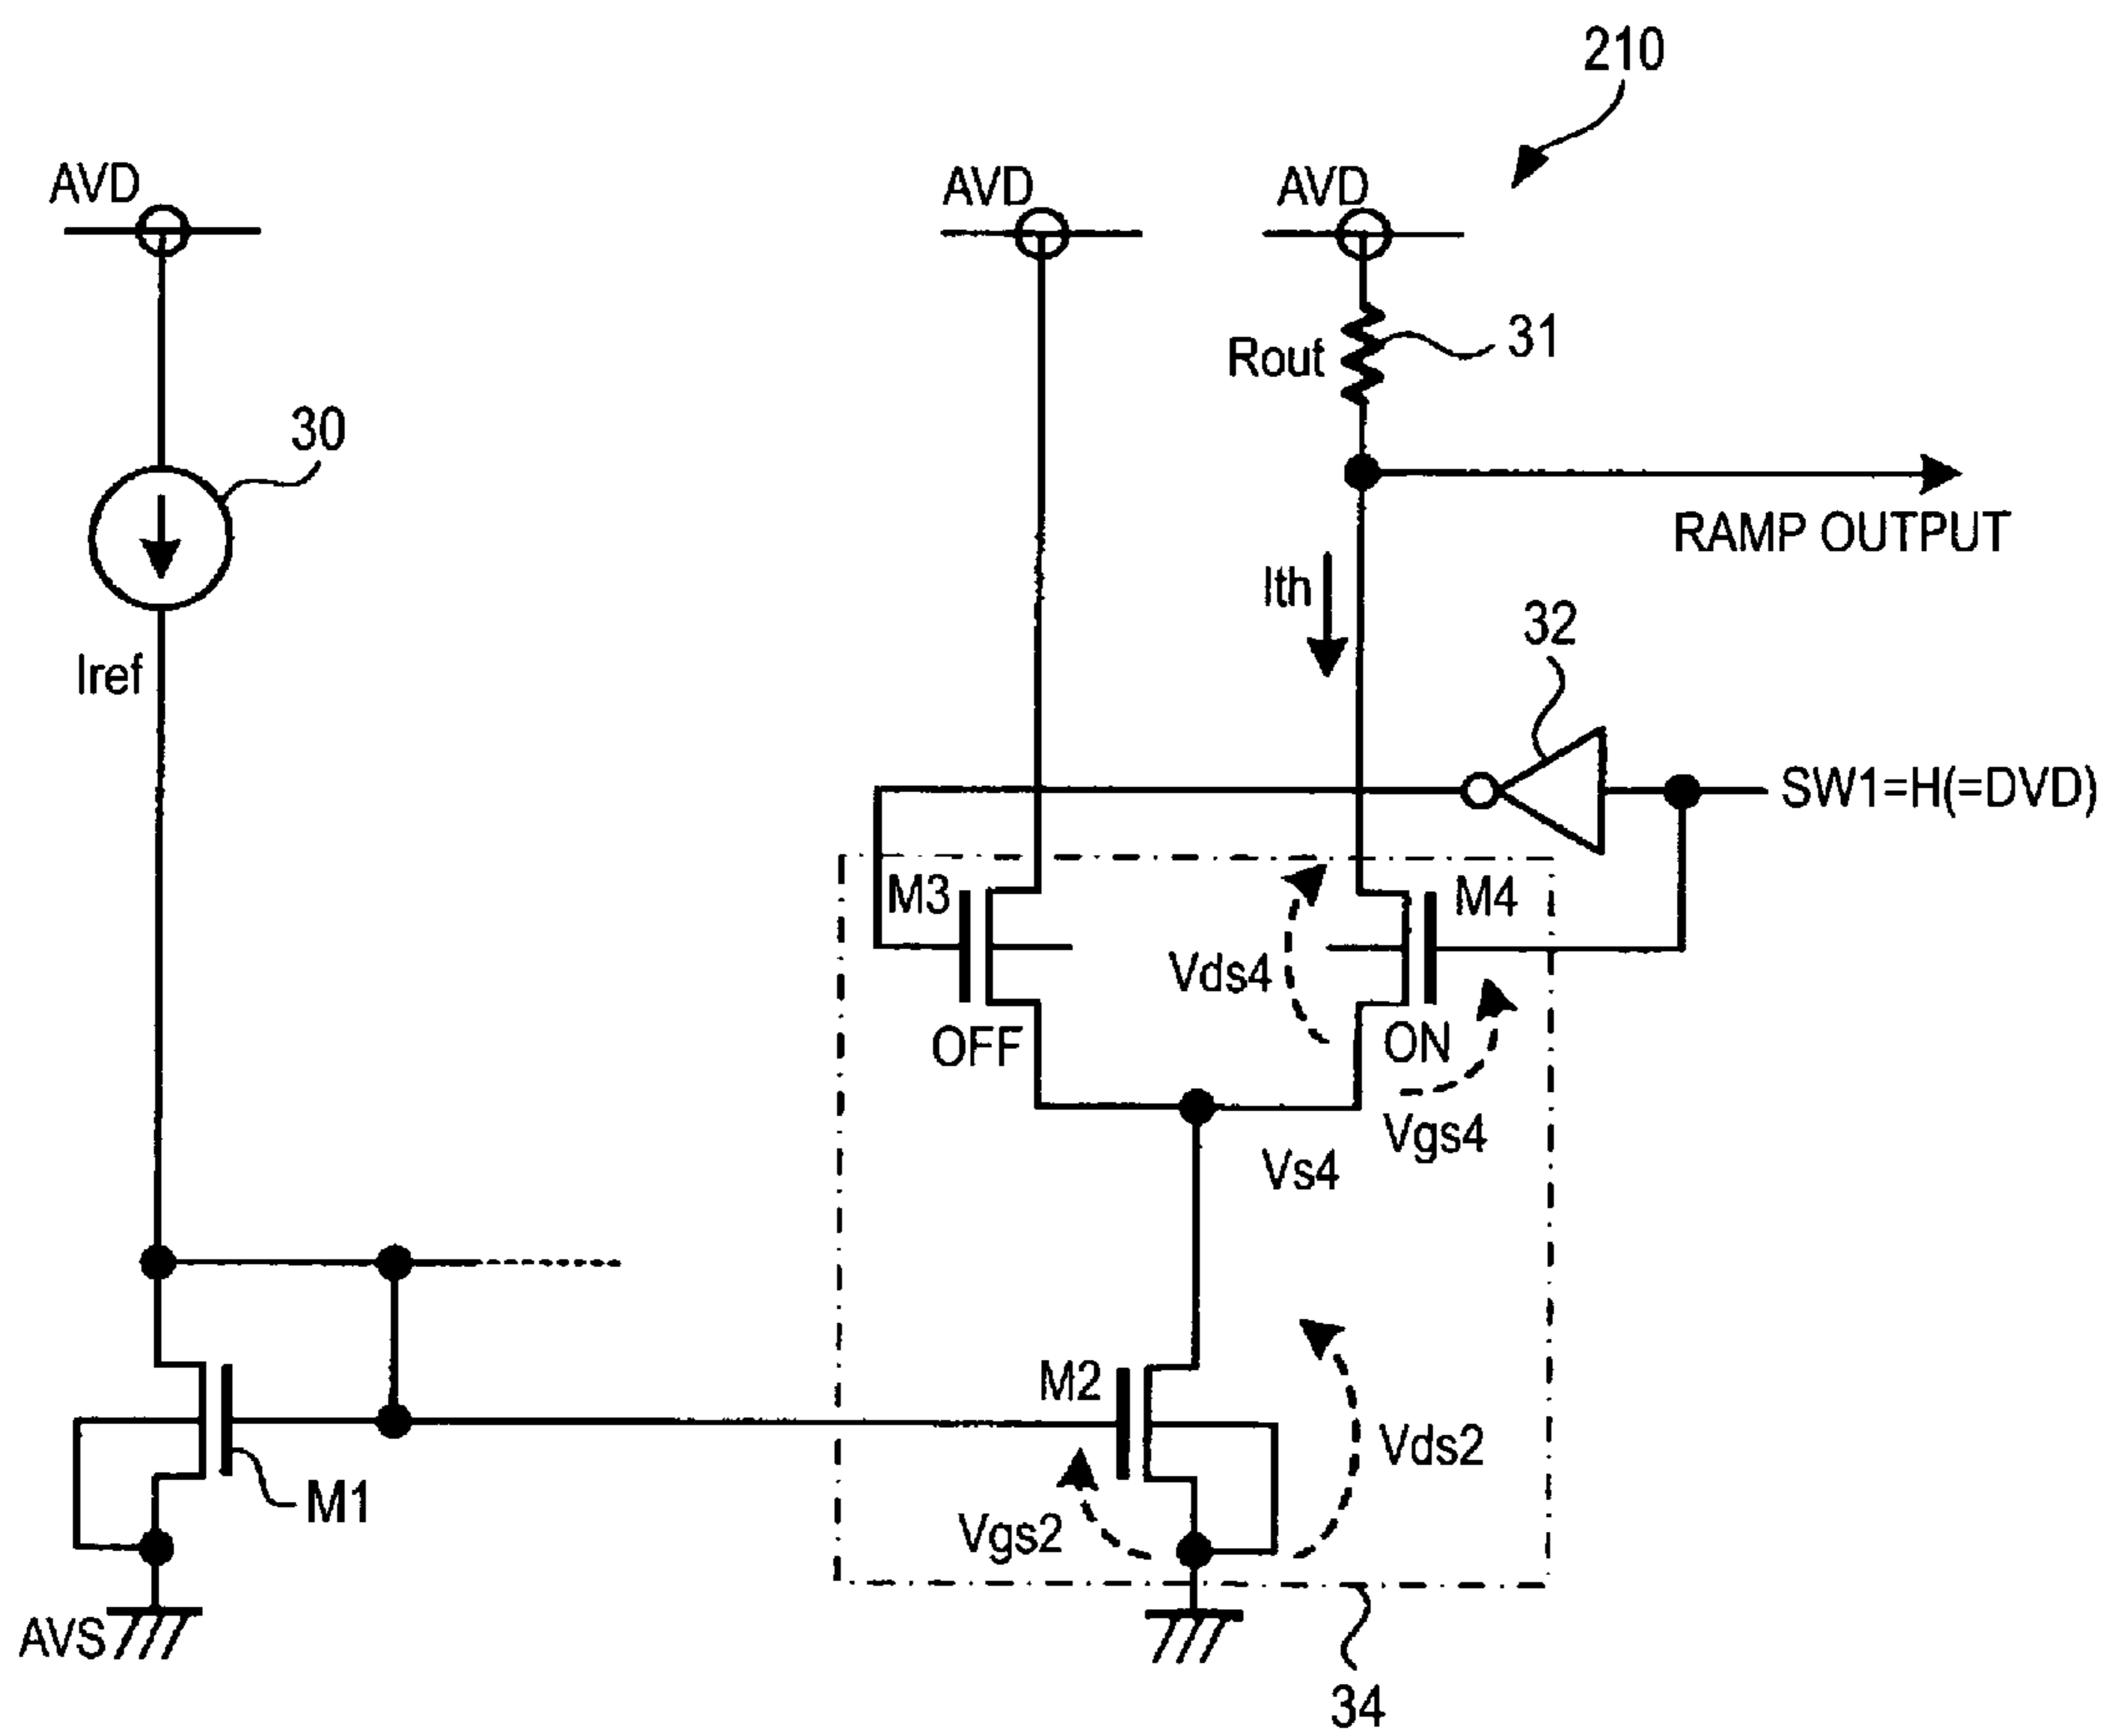 210
AVD
AVD
AVD
31
Rout
30
RAMP OUTPUT
Ith
32
Iref
SW1=H(=DVD)
M3
M4
Vds4
OFF
ON
Vgs4
Vs4
M2
Vds2
M1
Vgs2
AVS
34